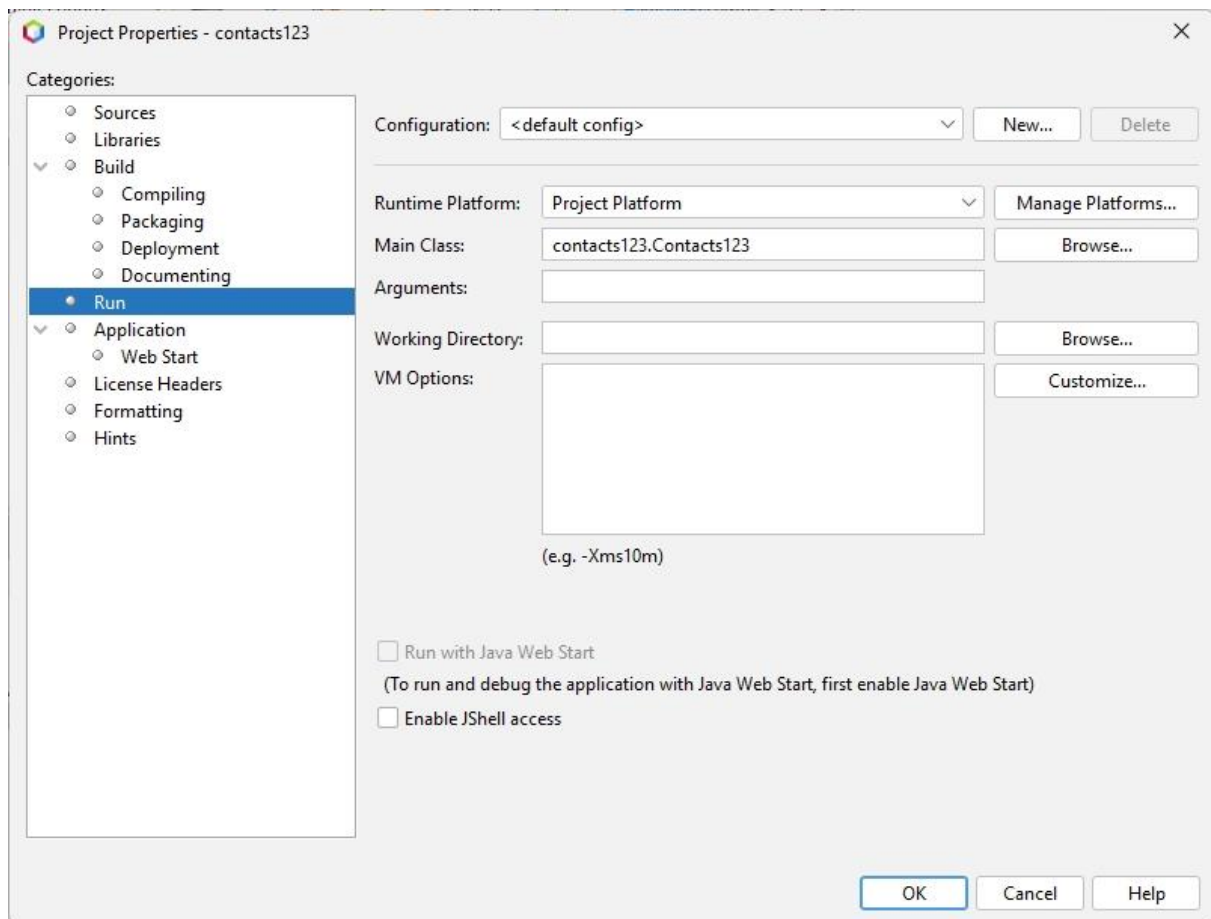 Project Properties - contacts123
Categories:
Sources
Libraries
Build
Compiling
Packaging
Deployment
Documenting
Run
Application
Web Start
License Headers
Formatting
Hints
Configuration: <default config> New... Delete
Runtime Platform: Project Platform Manage Platforms...
Main Class: contacts123.Contacts123 Browse...
Arguments:
Working Directory: Browse...
VM Options: Customize...
(e.g. -Xms10m)
Run with Java Web Start
(To run and debug the application with Java Web Start, first enable Java Web Start)
Enable JShell access
OK Cancel Help